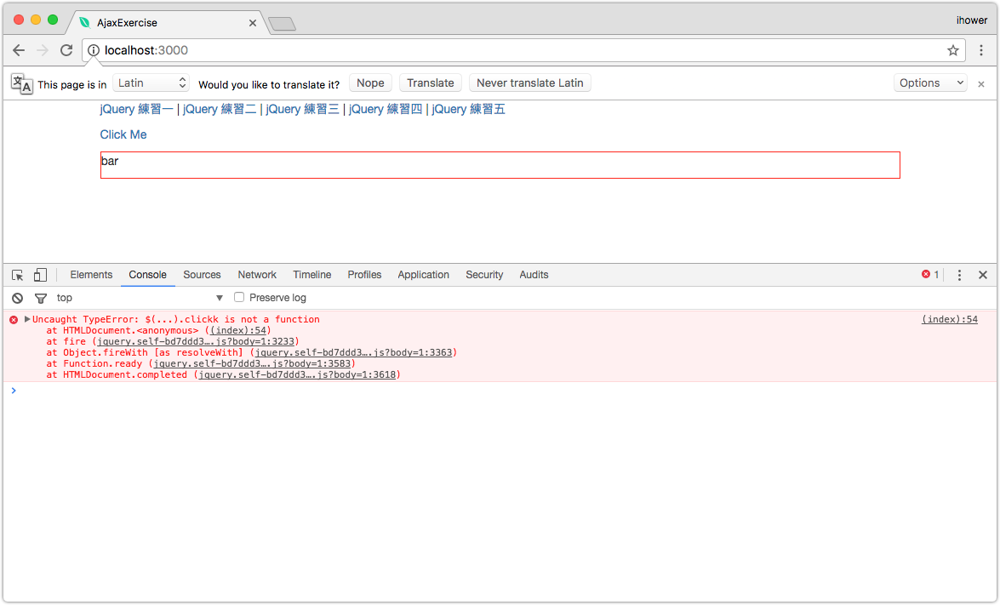 AjaxExercise
ihower
localhost:3000
This page is in Latin Would you like to translate it? Nope Translate Never translate Latin Options
jQuery 練習一 | jQuery 練習二 | jQuery 練習三 | jQuery 練習四 | jQuery 練習五
Click Me
bar
Elements Console Sources Network Timeline Profiles Application Security Audits 1
top Preserve log
Uncaught TypeError: $(...).clickk is not a function (index):54
at HTMLDocument.<anonymous> ((index):54)
at fire (jquery.self-bd7ddd3….js?body=1:3233)
at Object.fireWith [as resolveWith] (jquery.self-bd7ddd3….js?body=1:3363)
at Function.ready (jquery.self-bd7ddd3….js?body=1:3583)
at HTMLDocument.completed (jquery.self-bd7ddd3….js?body=1:3618)